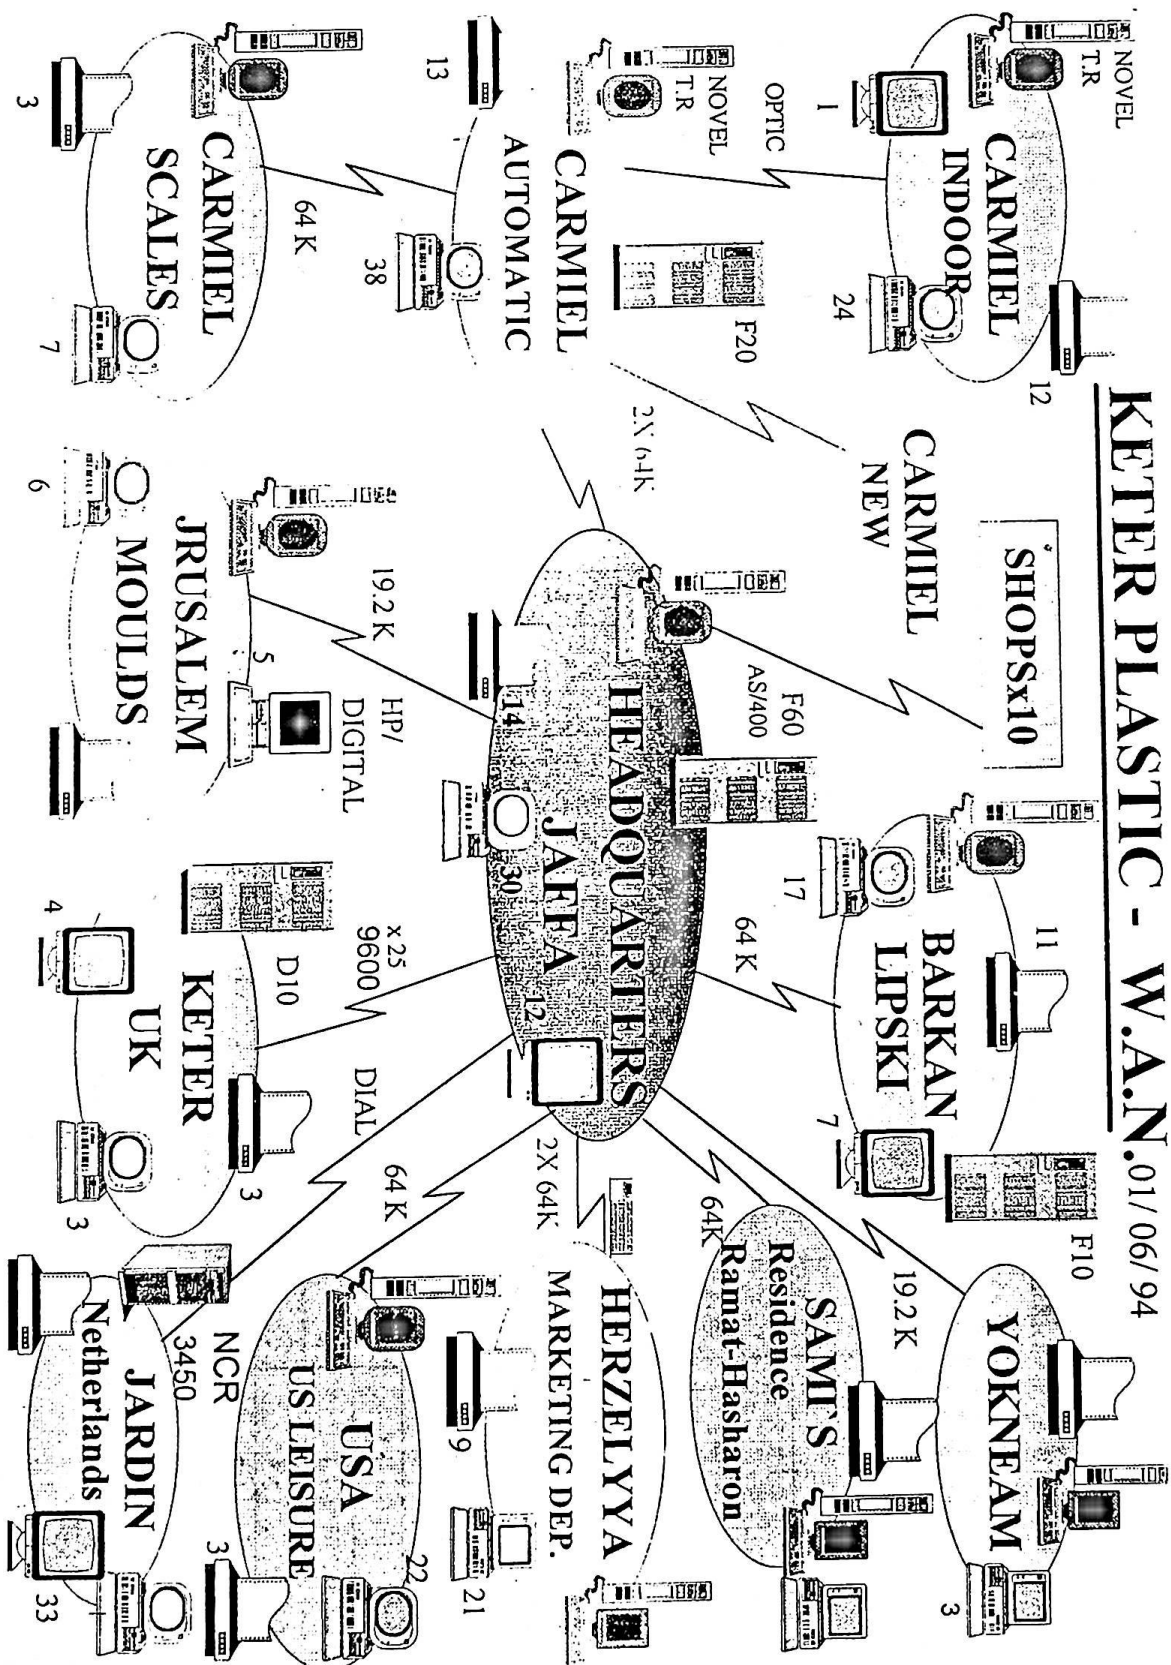 KETER PLASTIC - W.A.N. 01/06/94
NOVEL
T.R
1
CARMIEL
INDOOR
24
12
OPTIC
NOVEL
T.R
13
CARMIEL
AUTOMATIC
38
F20
64 K
3
CARMIEL
SCALES
7
2X 64K
CARMIEL
NEW
SHOPSx10
F60
AS/400
HEADQUARTERS
JAFFA
14
30
12
19.2 K
HP/
DIGITAL
5
JRUSALEM
MOULDS
6
64 K
17
11
BARKAN
LIPSKI
7
F10
x25
9600
D10
4
KETER
UK
3
3
DIAL
NCR
3450
JARDIN
Netherlands
33
64 K
USA
US LEISURE
22
3
2X 64K
HERZELYYA
MARKETING DEP.
9
21
64K
SAMI`S
Residence
Ramat-Hasharon
19.2 K
YOKNEAM
3